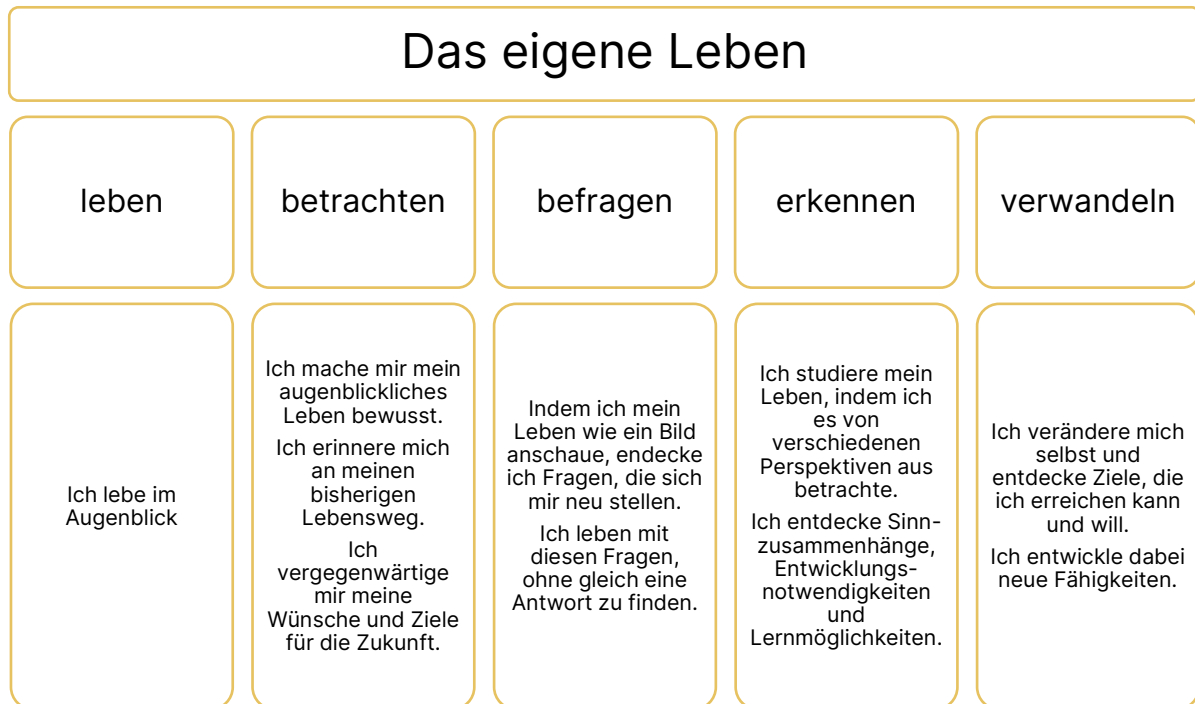 Das eigene Leben
leben
betrachten
befragen
erkennen
verwandeln
Ich lebe im
Augenblick
Ich mache mir mein
augenblickliches
Leben bewusst.
Ich erinnere mich
an meinen
bisherigen
Lebensweg.
Ich
vergegenwärtige
mir meine
Wünsche und Ziele
für die Zukunft.
Indem ich mein
Leben wie ein Bild
anschaue, endecke
ich Fragen, die sich
mir neu stellen.
Ich leben mit
diesen Fragen,
ohne gleich eine
Antwort zu finden.
Ich studiere mein
Leben, indem ich
es von
verschiedenen
Perspektiven aus
betrachte.
Ich entdecke Sinn-
zusammenhänge,
Entwicklungs-
notwendigkeiten
und
Lernmöglichkeiten.
Ich verändere mich
selbst und
entdecke Ziele, die
ich erreichen kann
und will.
Ich entwickle dabei
neue Fähigkeiten.